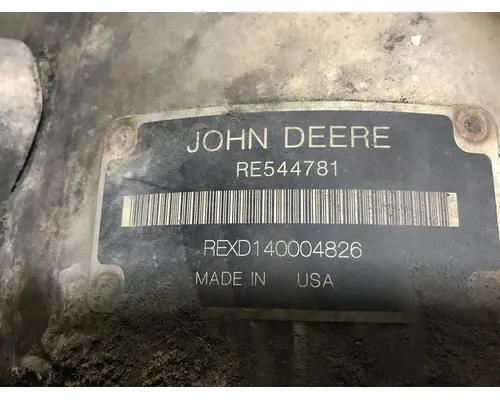 JOHN DEERE
RE544781
REXD140004826
MADE IN USA